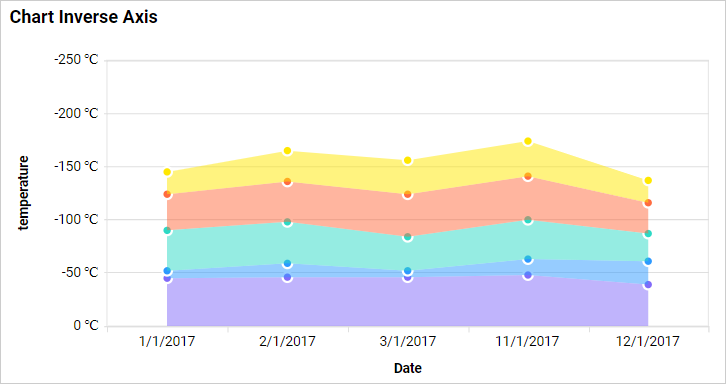 Chart Inverse Axis
-250 °C
-200 °C
-150 °C
-100 °C
-50 °C
0 °C
temperature
1/1/2017 2/1/2017 3/1/2017 11/1/2017 12/1/2017
Date